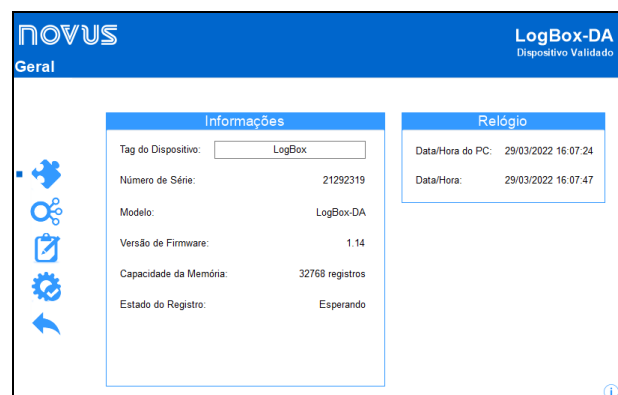 NOVUS
LogBox-DA
Dispositivo Validado
Geral
Informações
Tag do Dispositivo: LogBox
Número de Série: 21292319
Modelo: LogBox-DA
Versão de Firmware: 1.14
Capacidade da Memória: 32768 registros
Estado do Registro: Esperando
Relógio
Data/Hora do PC: 29/03/2022 16:07:24
Data/Hora: 29/03/2022 16:07:47
i